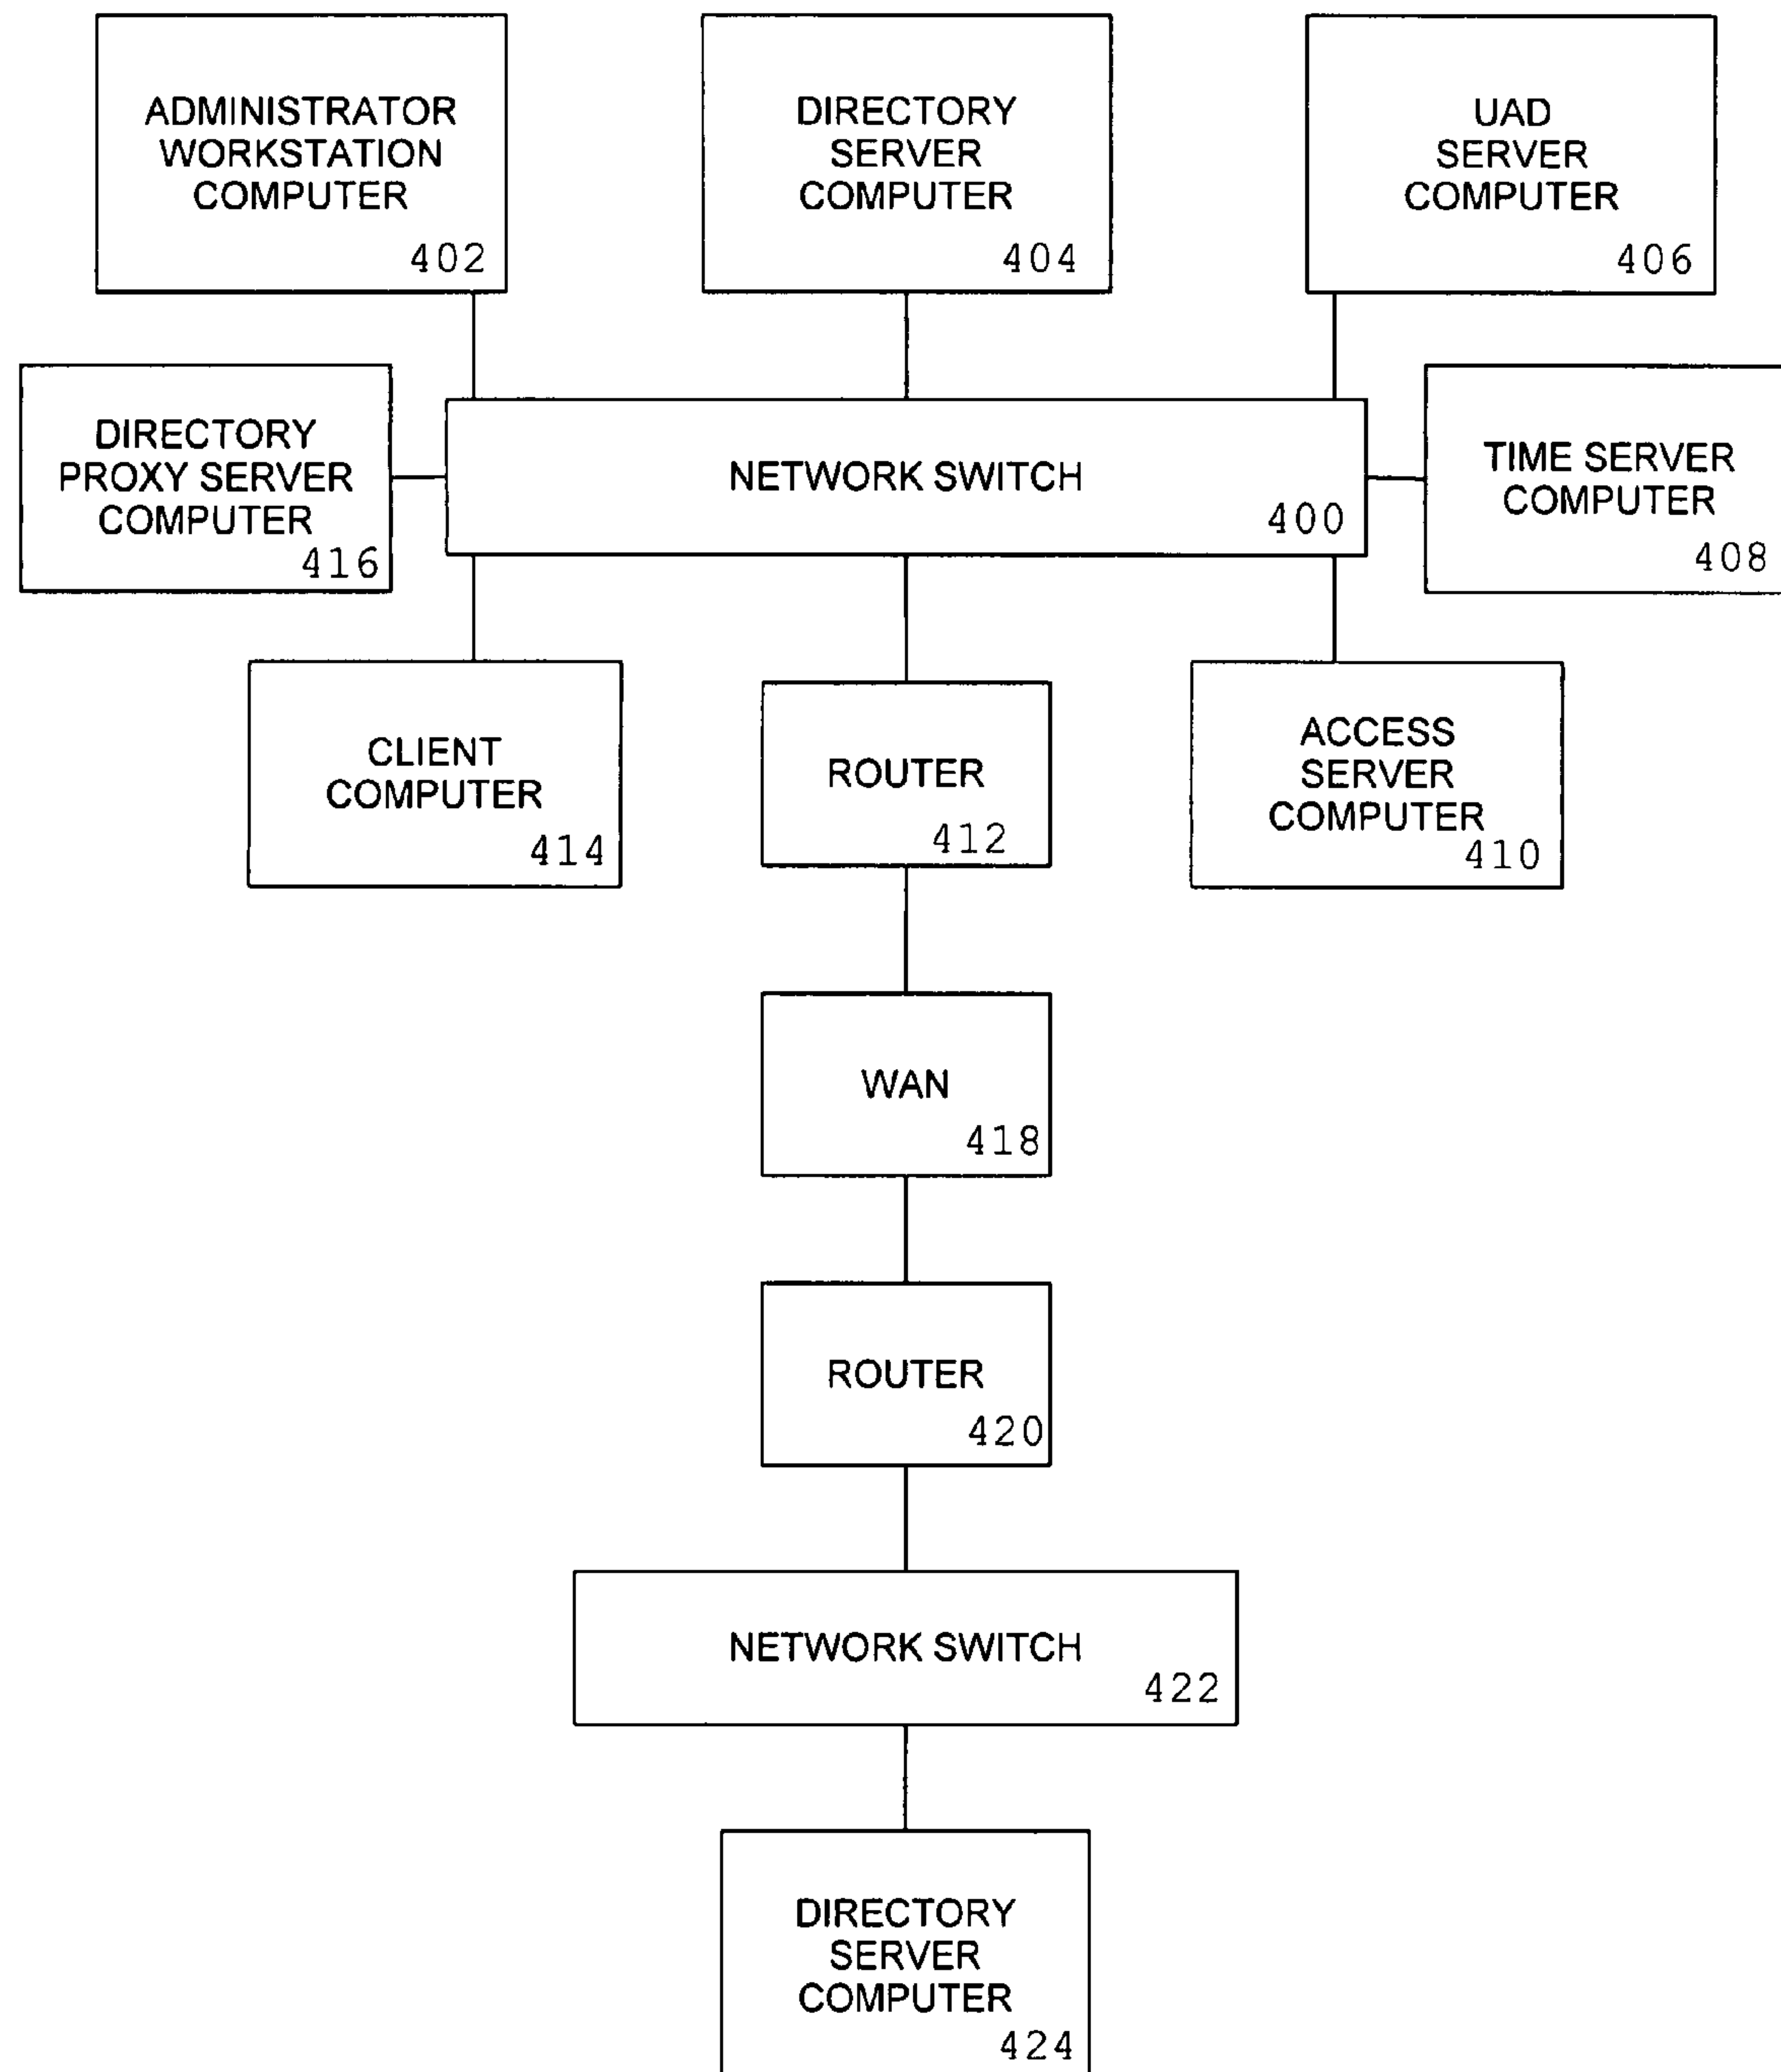 ADMINISTRATOR
WORKSTATION
COMPUTER
402
DIRECTORY
SERVER
COMPUTER
404
UAD
SERVER
COMPUTER
406
DIRECTORY
PROXY SERVER
COMPUTER
416
NETWORK SWITCH
400
TIME SERVER
COMPUTER
408
CLIENT
COMPUTER
414
ROUTER
412
ACCESS
SERVER
COMPUTER
410
WAN
418
ROUTER
420
NETWORK SWITCH
422
DIRECTORY
SERVER
COMPUTER
424